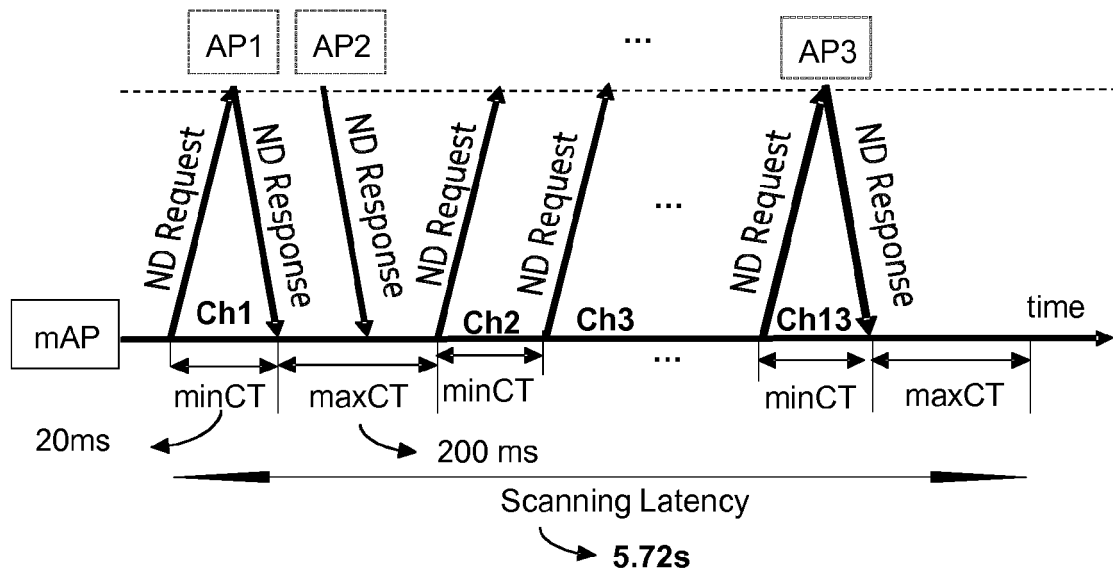 AP1
AP2
...
AP3
ND Request
ND Response
ND Response
ND Request
ND Request
...
ND Request
ND Response
mAP
Ch1
Ch2
Ch3
Ch13
time
minCT
maxCT
minCT
...
minCT
maxCT
20ms
200 ms
Scanning Latency
5.72s